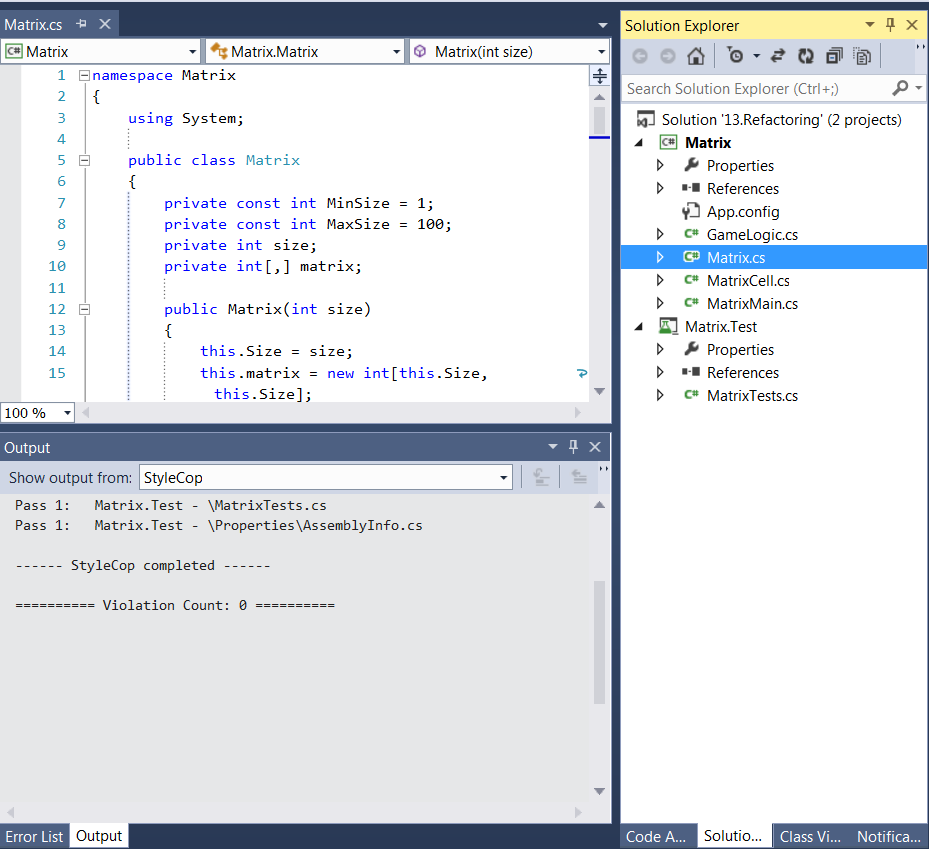 Matrix.cs
C# Matrix
Matrix.Matrix
Matrix(int size)
1 namespace Matrix
2 {
3 using System;
4
5 public class Matrix
6 {
7 private const int MinSize = 1;
8 private const int MaxSize = 100;
9 private int size;
10 private int[,] matrix;
11
12 public Matrix(int size)
13 {
14 this.Size = size;
15 this.matrix = new int[this.Size,
this.Size];
100 %
Output
Show output from: StyleCop
Pass 1: Matrix.Test - \MatrixTests.cs
Pass 1: Matrix.Test - \Properties\AssemblyInfo.cs
------ StyleCop completed ------
========== Violation Count: 0 ==========
Error List
Output
Solution Explorer
Search Solution Explorer (Ctrl+;)
Solution '13.Refactoring' (2 projects)
C# Matrix
Properties
References
App.config
C# GameLogic.cs
C# Matrix.cs
C# MatrixCell.cs
C# MatrixMain.cs
Matrix.Test
Properties
References
C# MatrixTests.cs
Code A...
Solutio...
Class Vi...
Notifica...